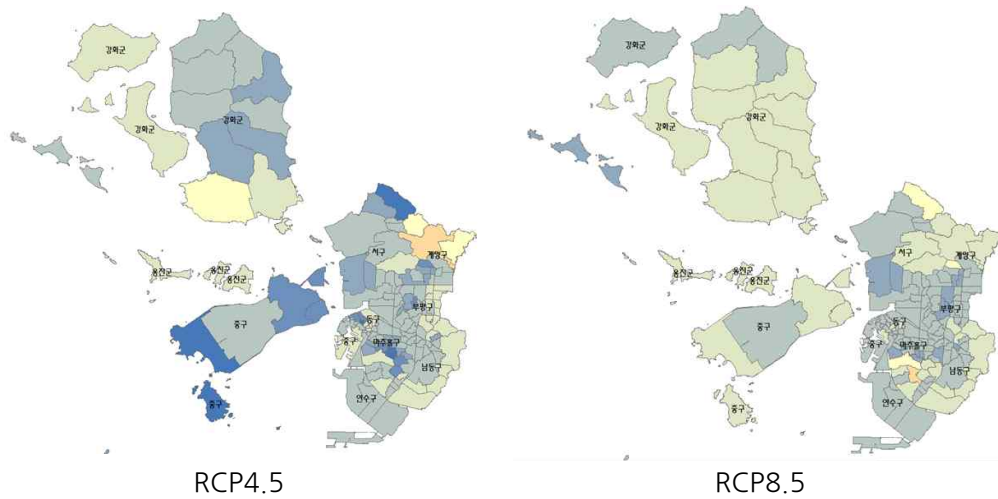 강화군
강화군
강화군
옹진군
옹진군
옹진군
중구
중구
서구
계양구
부평구
동구
중구
미추홀구
남동구
연수구
RCP4.5
강화군
강화군
강화군
옹진군
옹진군
옹진군
중구
중구
서구
계양구
부평구
동구
중구
미추홀구
남동구
연수구
RCP8.5